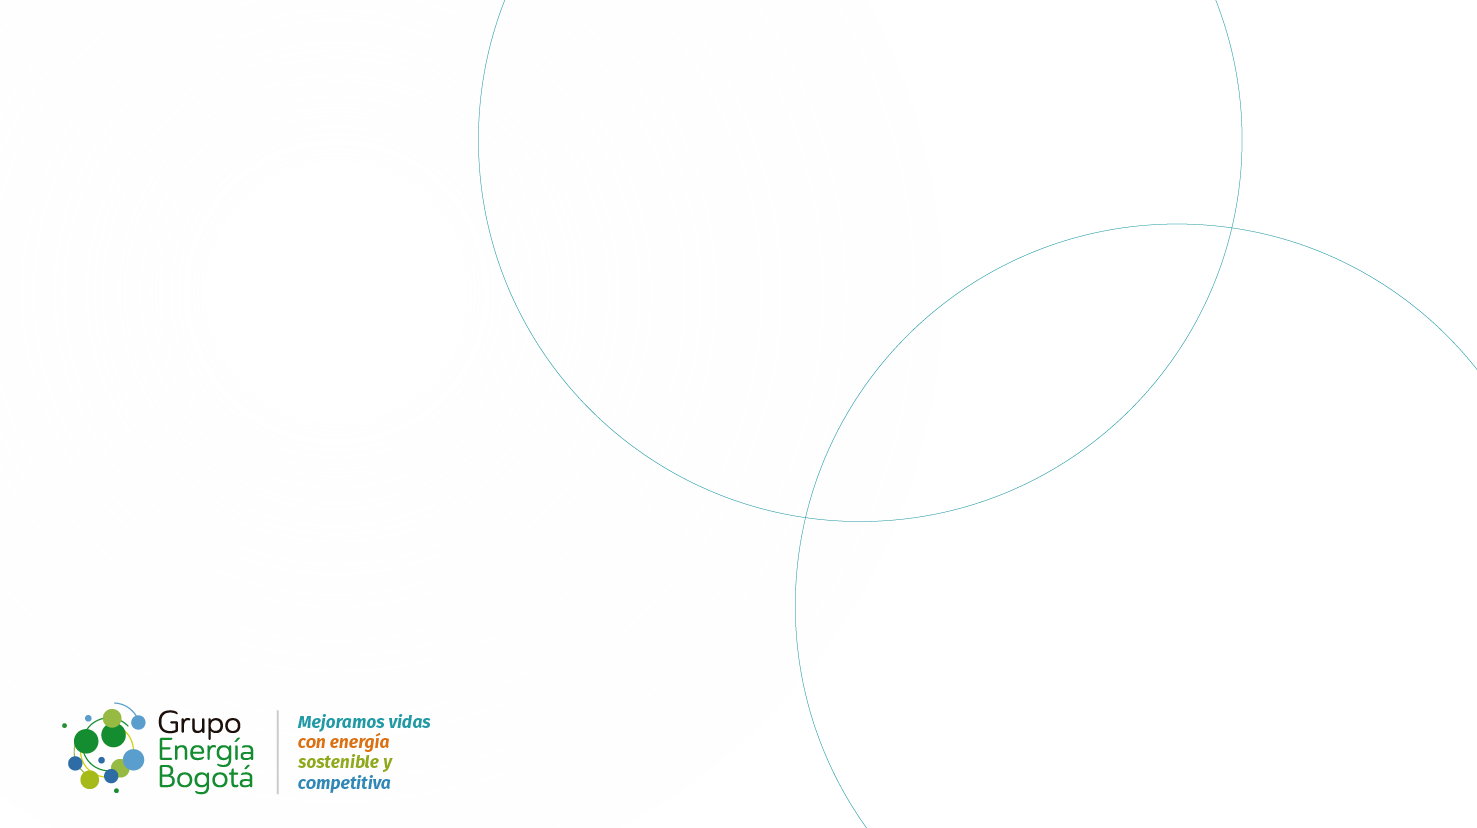 Grupo
Energía
Bogotá
Mejoramos vidas
con energía
sostenible y
competitiva